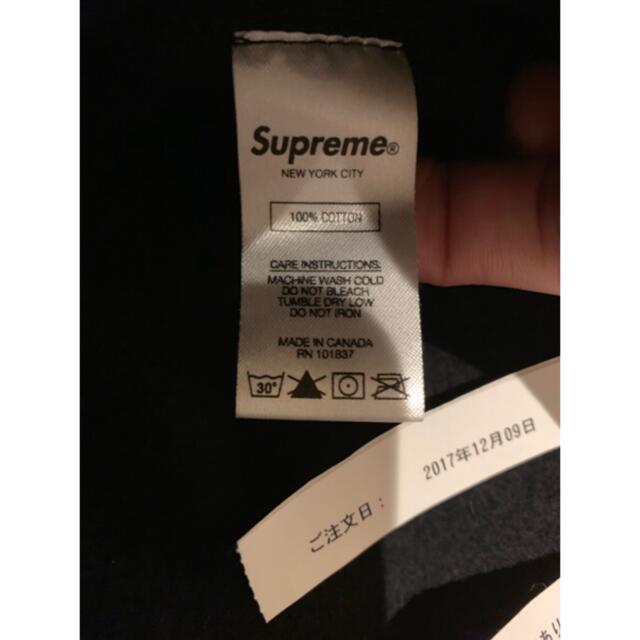 Supreme®
NEW YORK CITY
100% COTTON
CARE INSTRUCTIONS:
MACHINE WASH COLD
DO NOT BLEACH
TUMBLE DRY LOW
DO NOT IRON
MADE IN CANADA
RN 101837
30°
ご注文日: 2017年12月09日
あり